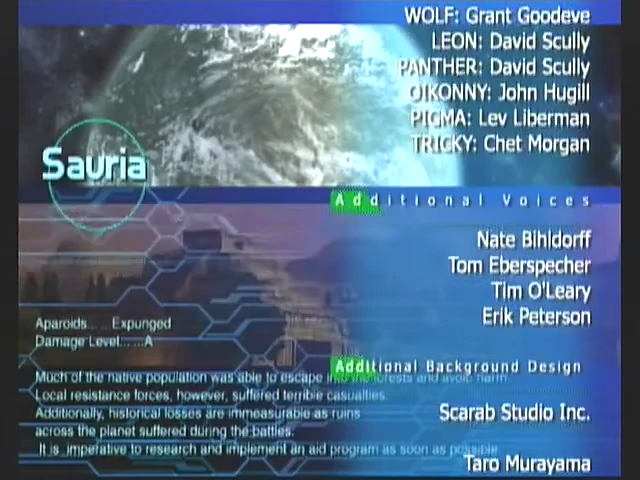 WOLF: Grant Goodeve
LEON: David Scully
PANTHER: David Scully
OIKONNY: John Hugill
PIGMA: Lev Liberman
TRICKY: Chet Morgan
Sauria
Additional Voices
Nate Bihldorff
Tom Eberspecher
Tim O'Leary
Erik Peterson
Aparoids......Expunged
Damage Level......A
Additional Background Design
Much of the native population was able to escape into the forests and avoid harm.
Local resistance forces, however, suffered terrible casualties.
Additionally, historical losses are immeasurable as ruins
across the planet suffered during the battles.
It is imperative to research and implement an aid program as soon as possible
Scarab Studio Inc.
Taro Murayama